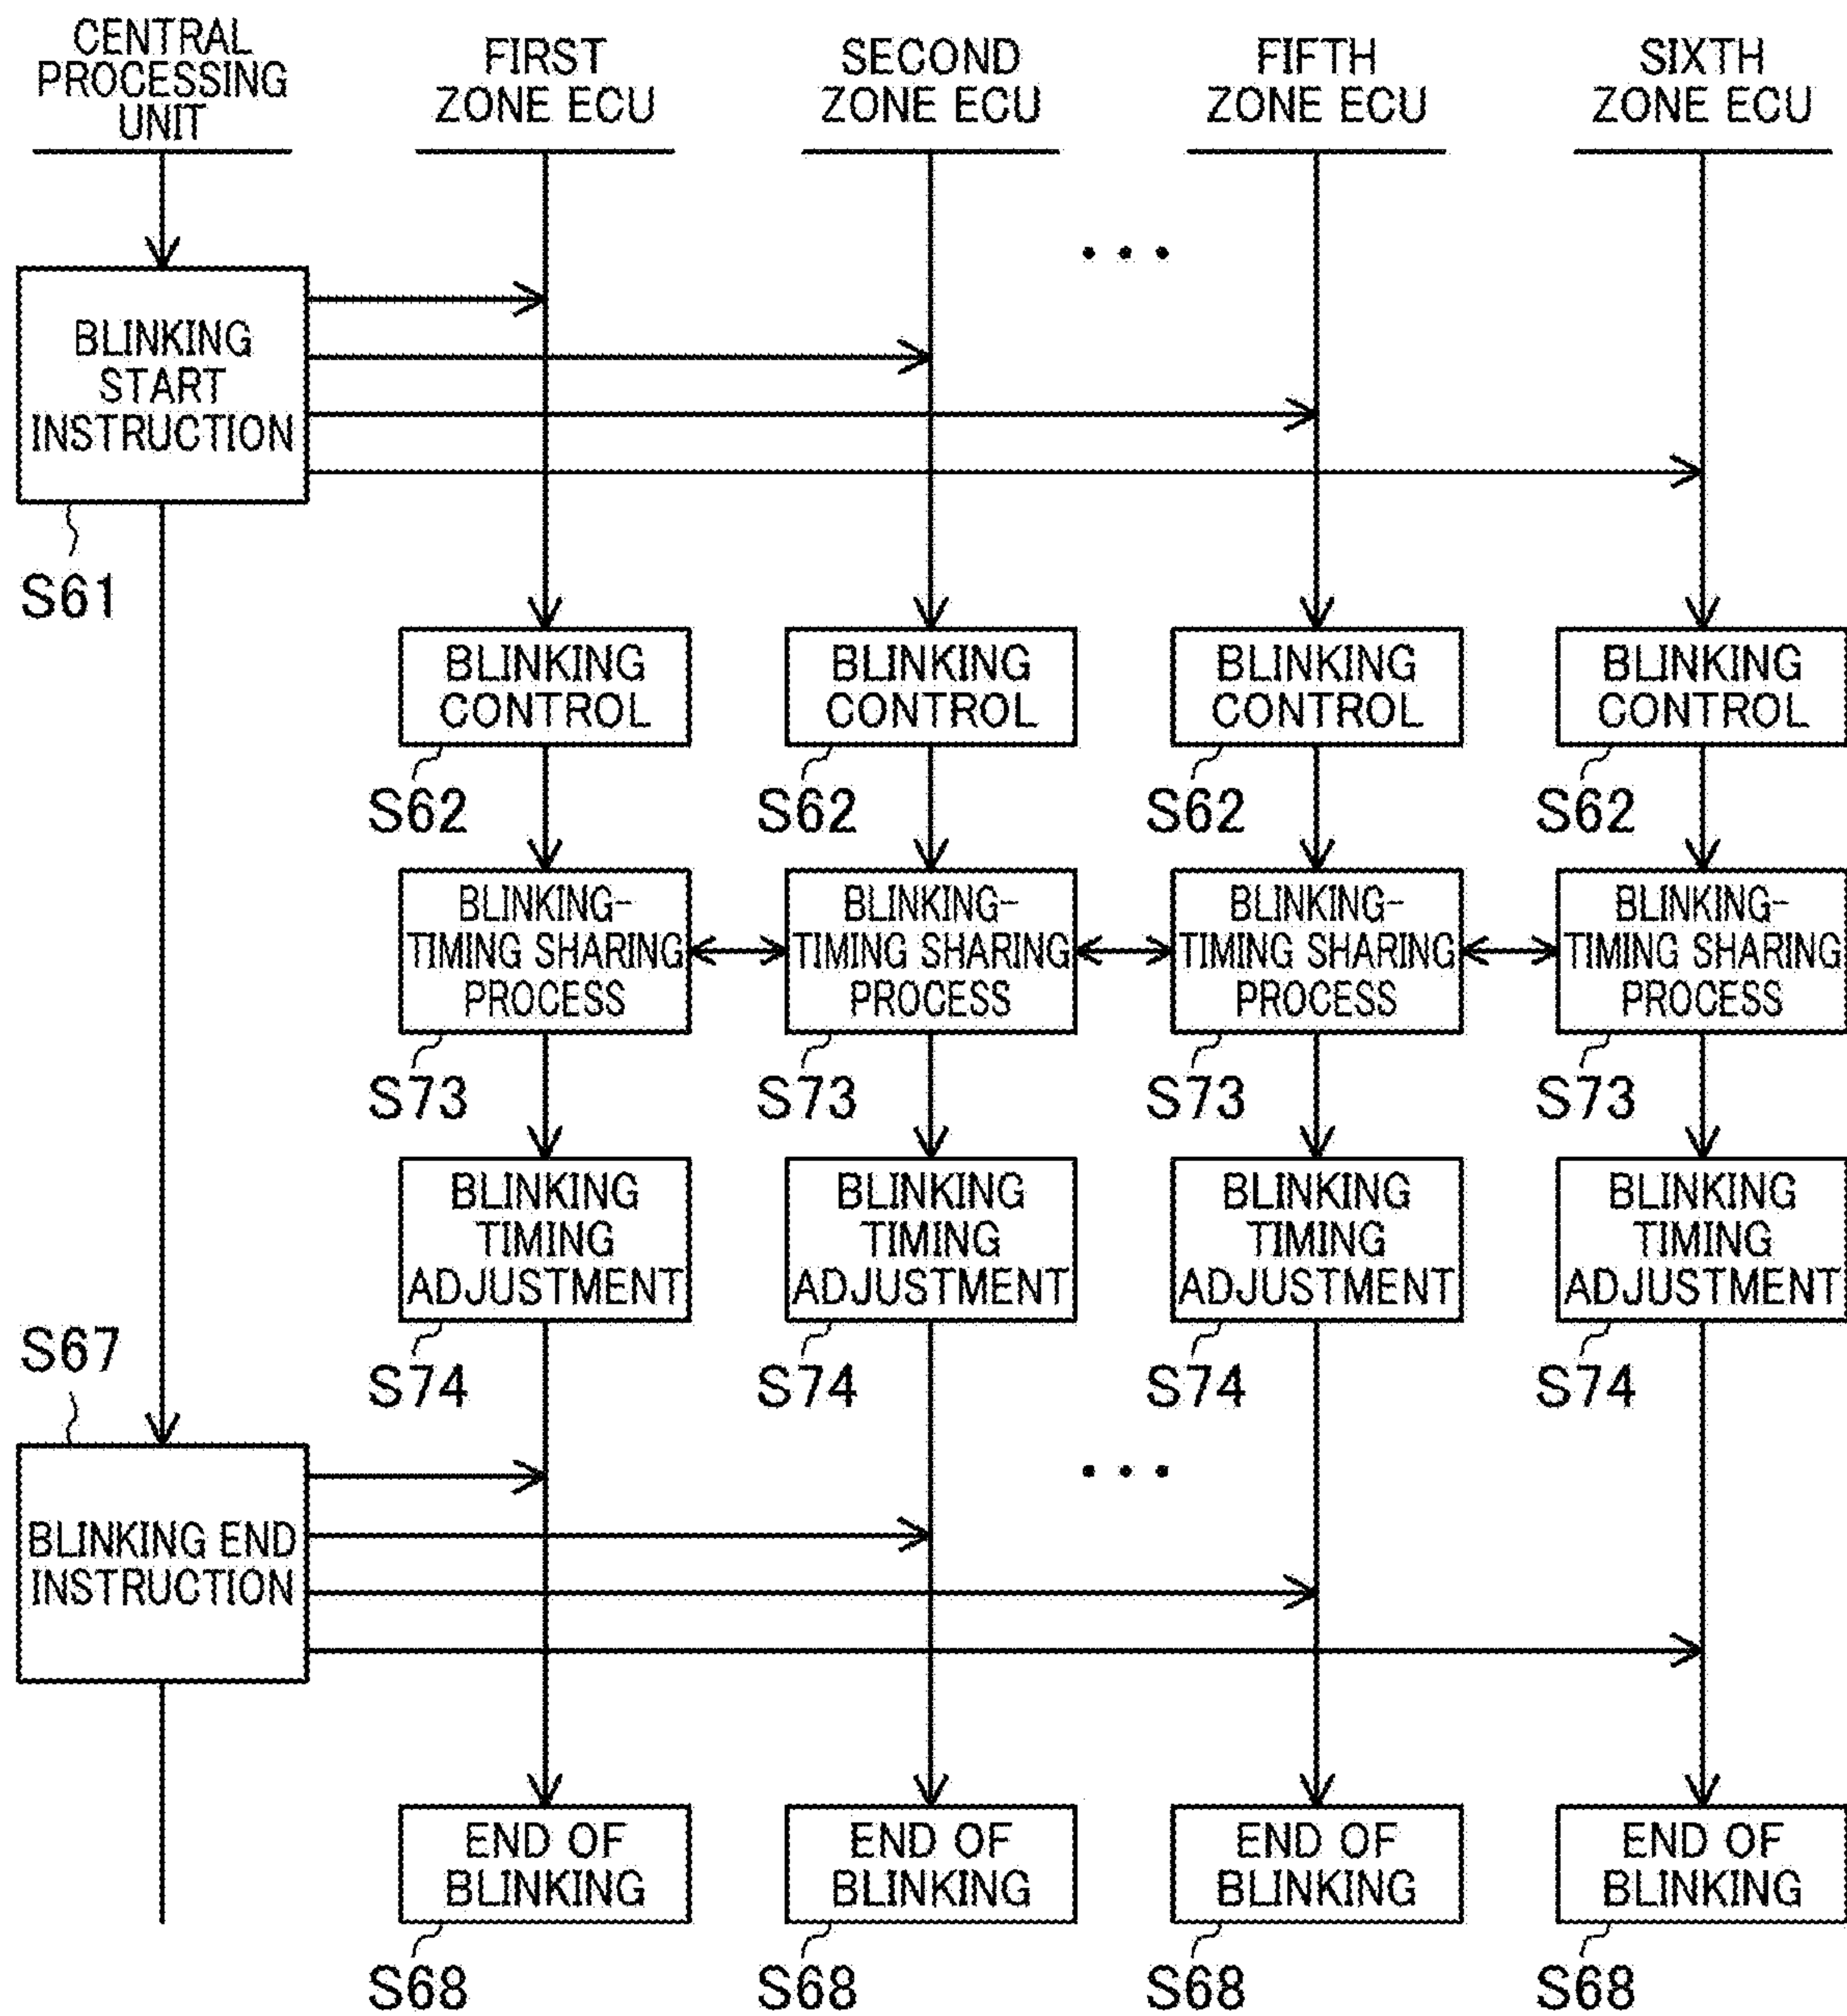 CENTRAL
PROCESSING
UNIT
FIRST
ZONE ECU
SECOND
ZONE ECU
FIFTH
ZONE ECU
SIXTH
ZONE ECU
• • •
BLINKING
START
INSTRUCTION
S61
BLINKING
CONTROL
S62
BLINKING
CONTROL
S62
BLINKING
CONTROL
S62
BLINKING
CONTROL
S62
BLINKING-
TIMING SHARING
PROCESS
S73
BLINKING-
TIMING SHARING
PROCESS
S73
BLINKING-
TIMING SHARING
PROCESS
S73
BLINKING-
TIMING SHARING
PROCESS
S73
BLINKING
TIMING
ADJUSTMENT
S74
BLINKING
TIMING
ADJUSTMENT
S74
BLINKING
TIMING
ADJUSTMENT
S74
BLINKING
TIMING
ADJUSTMENT
S74
S67
BLINKING END
INSTRUCTION
• • •
END OF
BLINKING
S68
END OF
BLINKING
S68
END OF
BLINKING
S68
END OF
BLINKING
S68